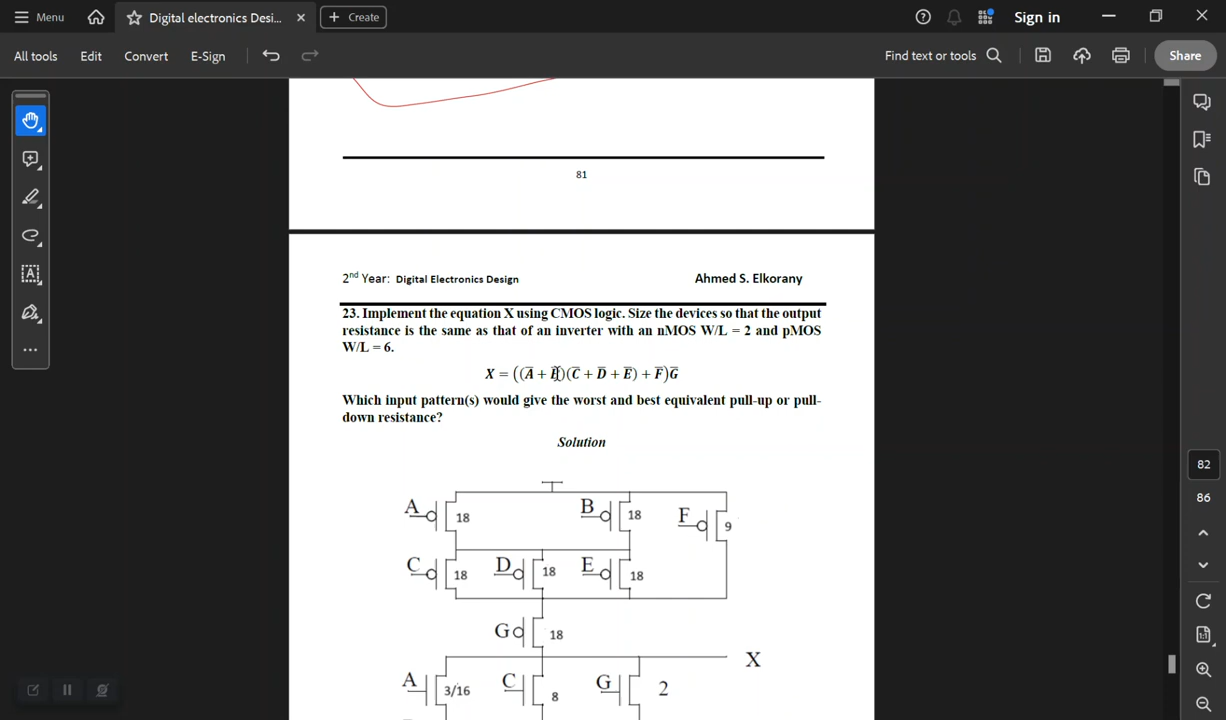 Menu
Digital electronics Desi...
Create
Sign in
All tools
Edit
Convert
E-Sign
Find text or tools
Share
81
2nd Year: Digital Electronics Design
Ahmed S. Elkorany
23. Implement the equation X using CMOS logic. Size the devices so that the output
resistance is the same as that of an inverter with an nMOS W/L = 2 and pMOS
W/L = 6.
X = ((A̅ + B̅)(C̅ + D̅ + E̅) + F̅)G̅
Which input pattern(s) would give the worst and best equivalent pull-up or pull-
down resistance?
Solution
A 18
B 18
F 9
C 18
D 18
E 18
G 18
X
A 3/16
C 8
G 2
82
86
1:1